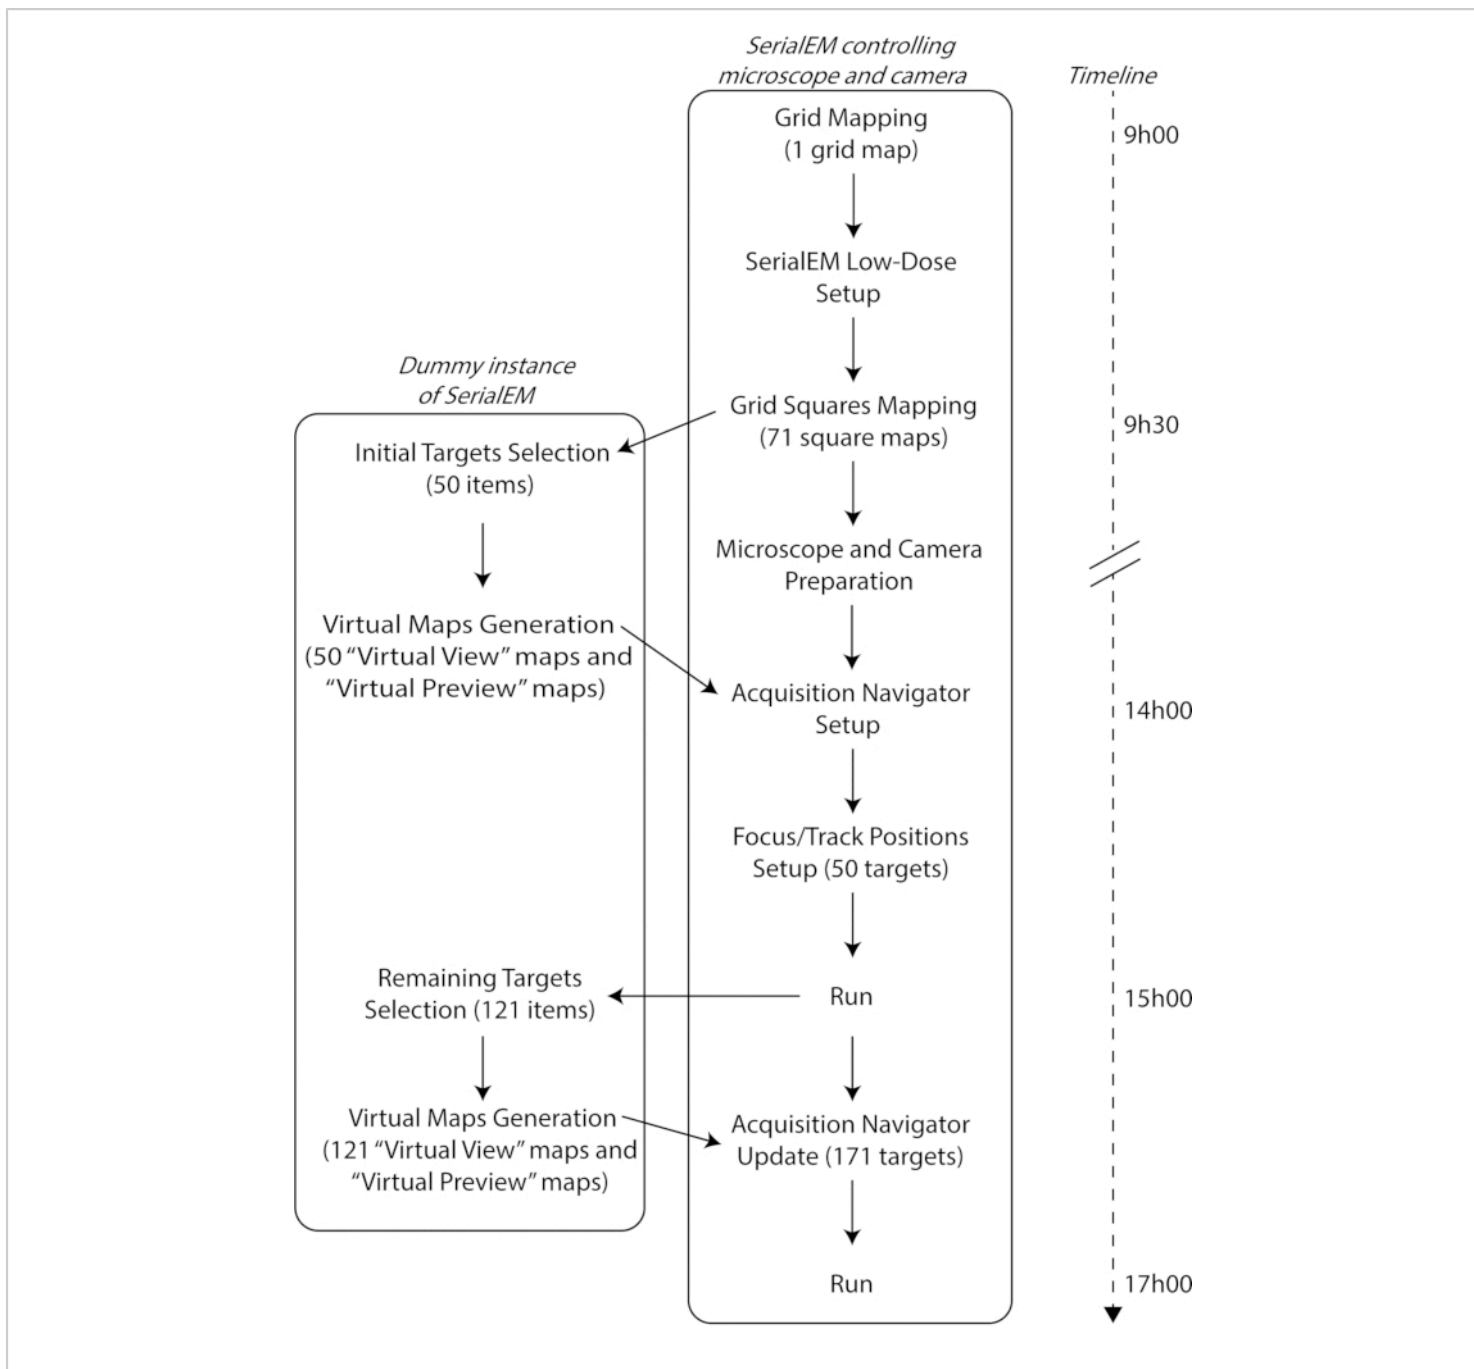 SerialEM controlling
microscope and camera
Timeline
Grid Mapping
(1 grid map)
9h00
SerialEM Low-Dose
Setup
Dummy instance
of SerialEM
Grid Squares Mapping
(71 square maps)
9h30
Initial Targets Selection
(50 items)
Microscope and Camera
Preparation
Virtual Maps Generation
(50 “Virtual View” maps and
“Virtual Preview” maps)
Acquisition Navigator
Setup
14h00
Focus/Track Positions
Setup (50 targets)
Remaining Targets
Selection (121 items)
Run
15h00
Virtual Maps Generation
(121 “Virtual View” maps and
“Virtual Preview” maps)
Acquisition Navigator
Update (171 targets)
Run
17h00